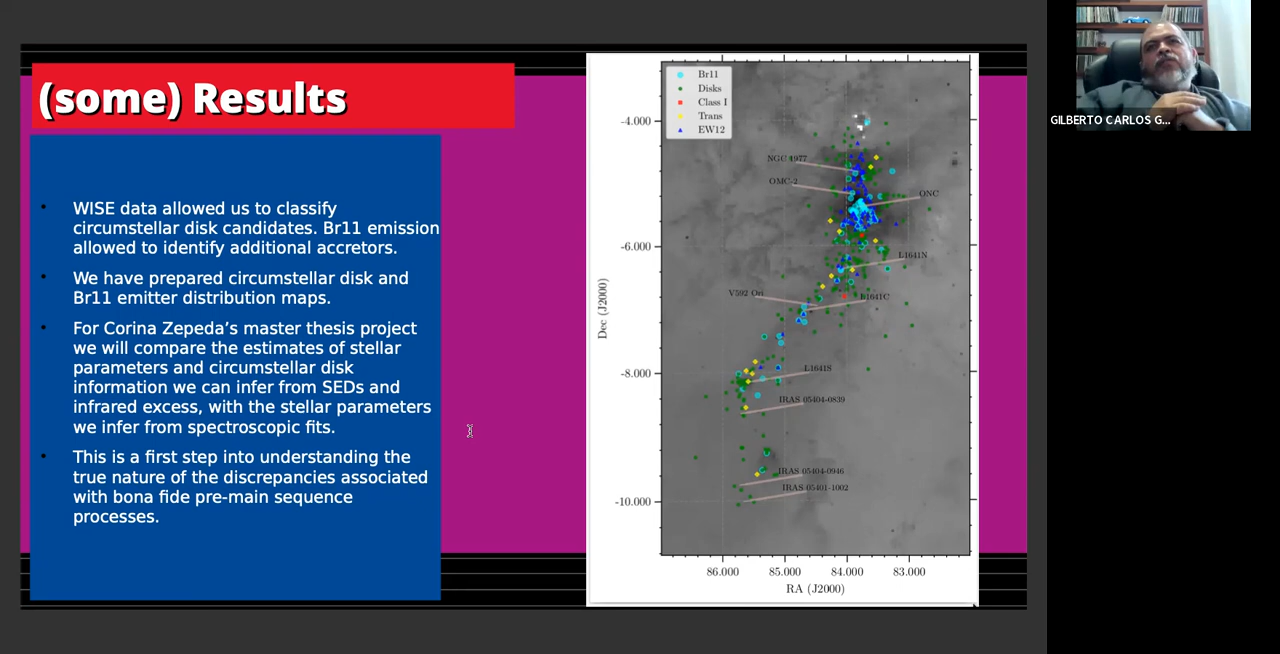 (some) Results
WISE data allowed us to classify
circumstellar disk candidates. Br11 emission
allowed to identify additional accretors.
We have prepared circumstellar disk and
Br11 emitter distribution maps.
For Corina Zepeda’s master thesis project
we will compare the estimates of stellar
parameters and circumstellar disk
information we can infer from SEDs and
infrared excess, with the stellar parameters
we infer from spectroscopic fits.
This is a first step into understanding the
true nature of the discrepancies associated
with bona fide pre-main sequence
processes.
Br11
Disks
Class I
Trans
EW12
-4.000
-6.000
-8.000
-10.000
Dec (J2000)
NGC 1977
OMC-2
ONC
L1641N
V592 Ori
L1641C
L1641S
IRAS 05404-0839
IRAS 05404-0946
IRAS 05401-1002
86.000 85.000 84.000 83.000
RA (J2000)
GILBERTO CARLOS G...